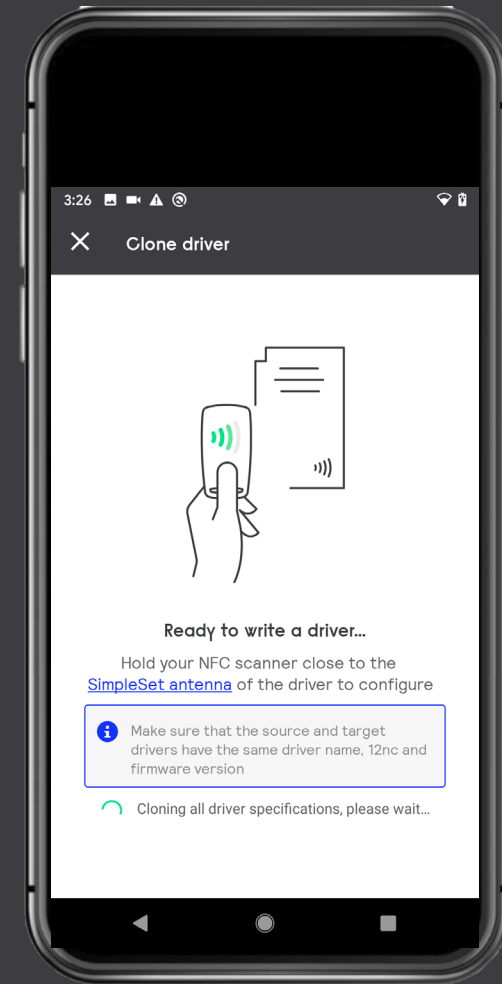 3:26
Clone driver
Ready to write a driver...
Hold your NFC scanner close to the
SimpleSet antenna of the driver to configure
Make sure that the source and target
drivers have the same driver name, 12nc and
firmware version
Cloning all driver specifications, please wait...